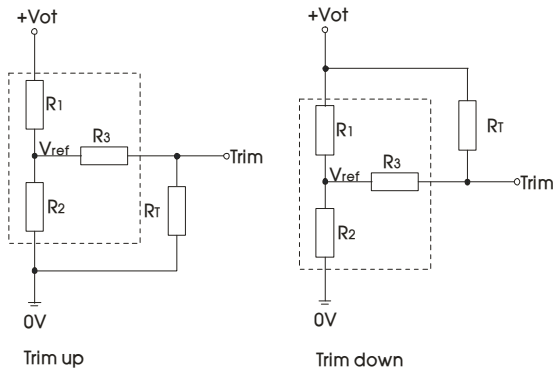 +Vot
R1
R3
Vref
Trim
R2
RT
0V
Trim up
+Vot
R1
RT
R3
Vref
Trim
R2
0V
Trim down